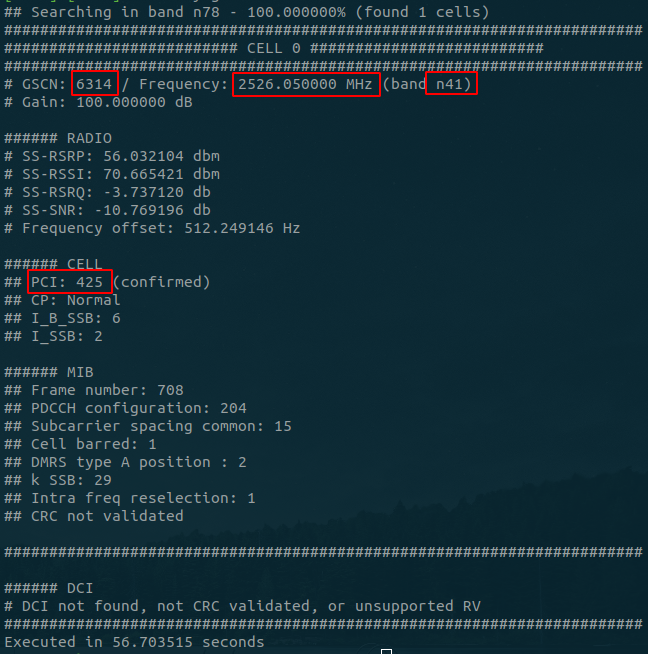 ## Searching in band n78 - 100.000000% (found 1 cells)
#######################################################################
########################## CELL 0 ##########################
#######################################################################
# GSCN: 6314 / Frequency: 2526.050000 MHz (band n41)
# Gain: 100.000000 dB
###### RADIO
# SS-RSRP: 56.032104 dbm
# SS-RSSI: 70.665421 dbm
# SS-RSRQ: -3.737120 db
# SS-SNR: -10.769196 db
# Frequency offset: 512.249146 Hz
###### CELL
## PCI: 425 (confirmed)
## CP: Normal
## I_B_SSB: 6
## I_SSB: 2
###### MIB
## Frame number: 708
## PDCCH configuration: 204
## Subcarrier spacing common: 15
## Cell barred: 1
## DMRS type A position : 2
## k SSB: 29
## Intra freq reselection: 1
## CRC not validated
#######################################################################
###### DCI
# DCI not found, not CRC validated, or unsupported RV
#######################################################################
Executed in 56.703515 seconds